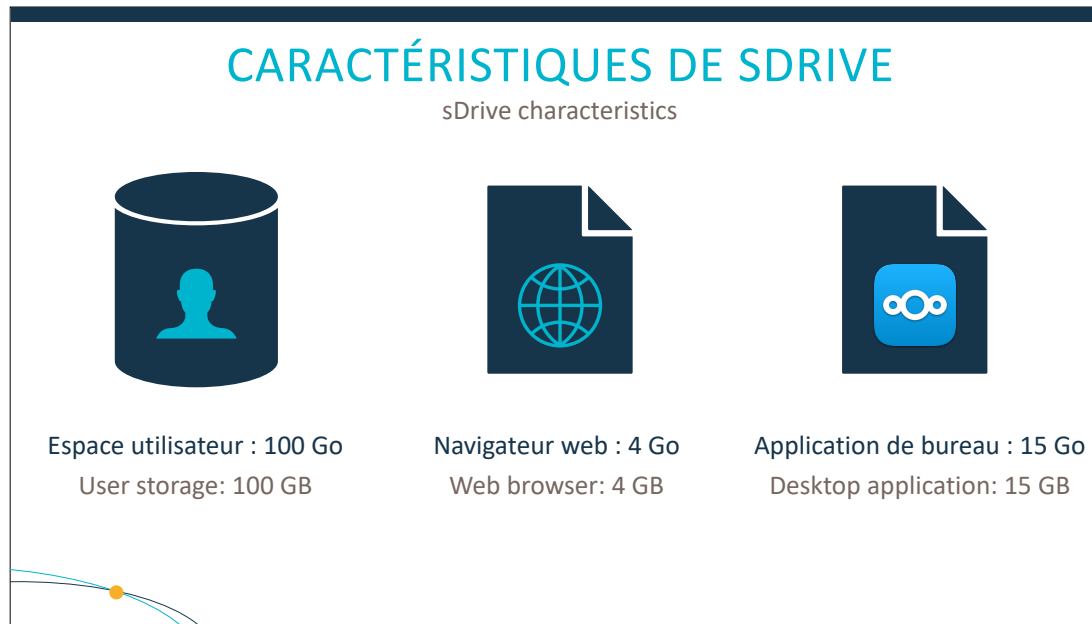 CARACTÉRISTIQUES DE SDRIVE
sDrive characteristics
Espace utilisateur : 100 Go
User storage: 100 GB
Navigateur web : 4 Go
Web browser: 4 GB
Application de bureau : 15 Go
Desktop application: 15 GB